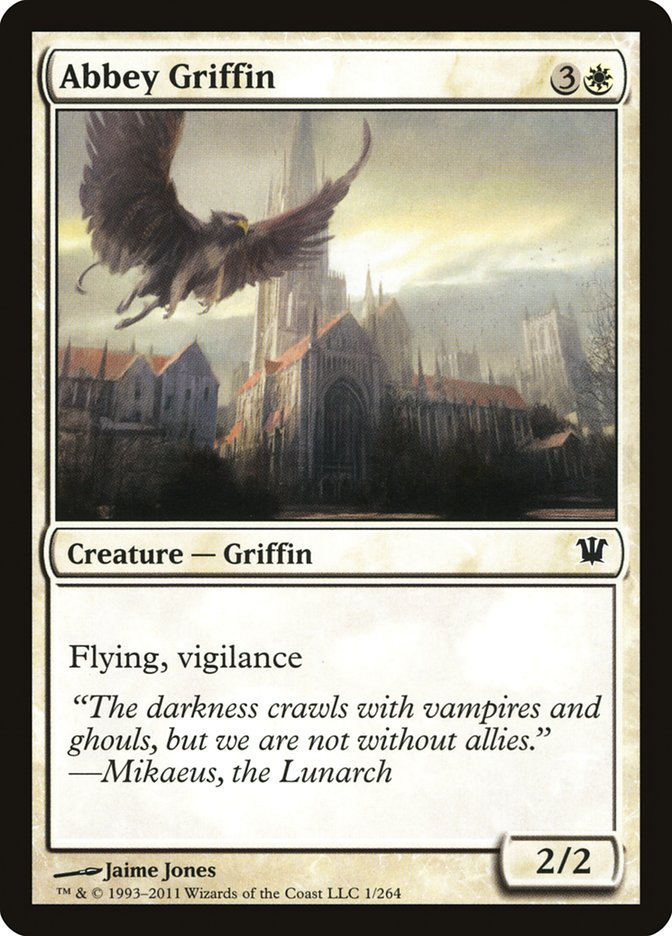 Abbey Griffin 3
Creature — Griffin
Flying, vigilance
“The darkness crawls with vampires and
ghouls, but we are not without allies.”
—Mikaeus, the Lunarch
2/2
Jaime Jones
™ & © 1993–2011 Wizards of the Coast LLC 1/264